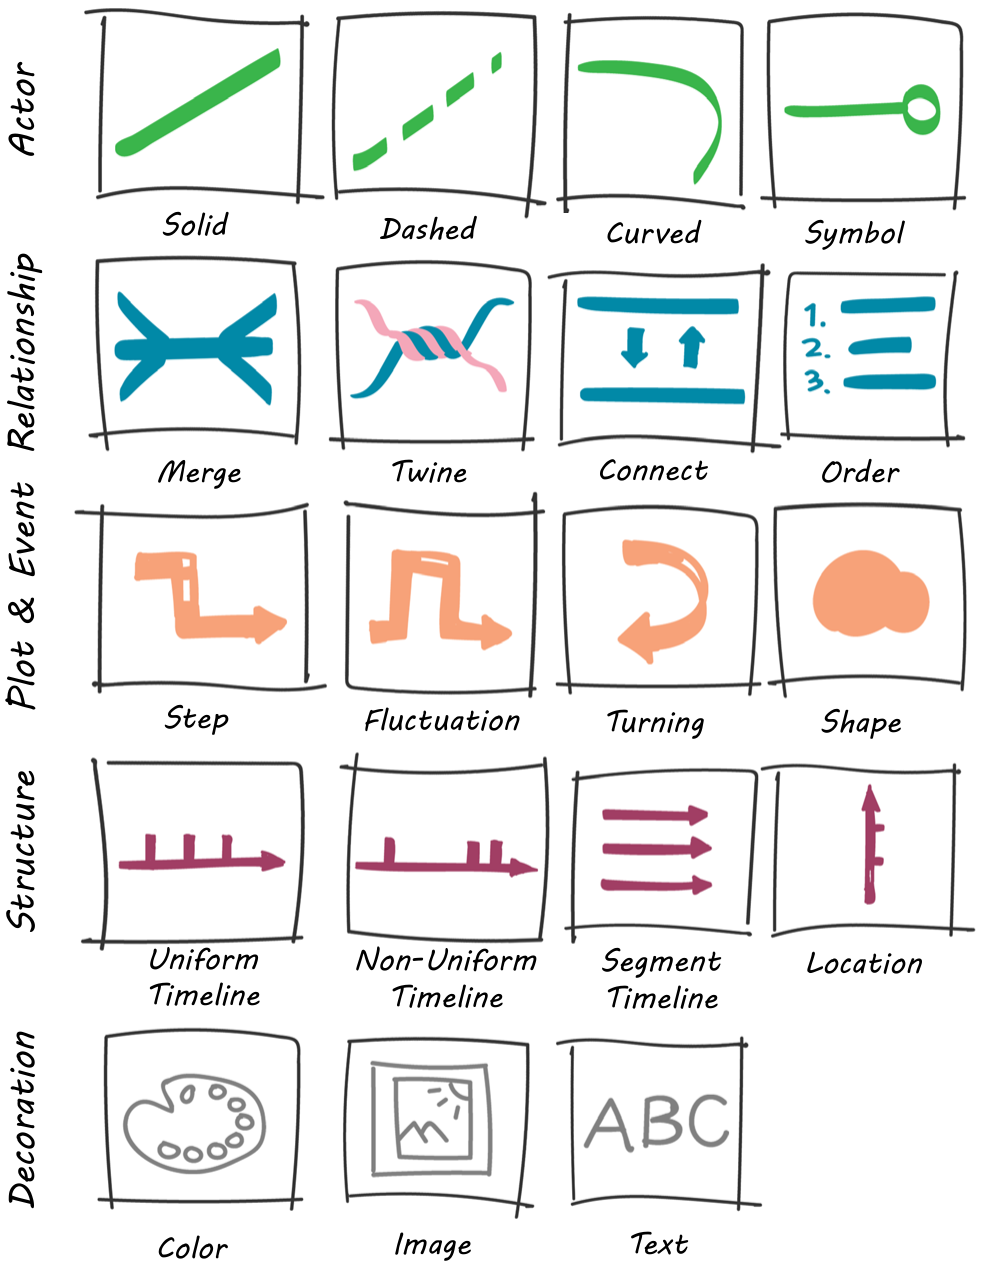 Actor
Solid
Dashed
Curved
Symbol
Relationship
1.
2.
3.
Merge
Twine
Connect
Order
Plot & Event
Step
Fluctuation
Turning
Shape
Structure
Uniform
Timeline
Non-Uniform
Timeline
Segment
Timeline
Location
Decoration
ABC
Color
Image
Text